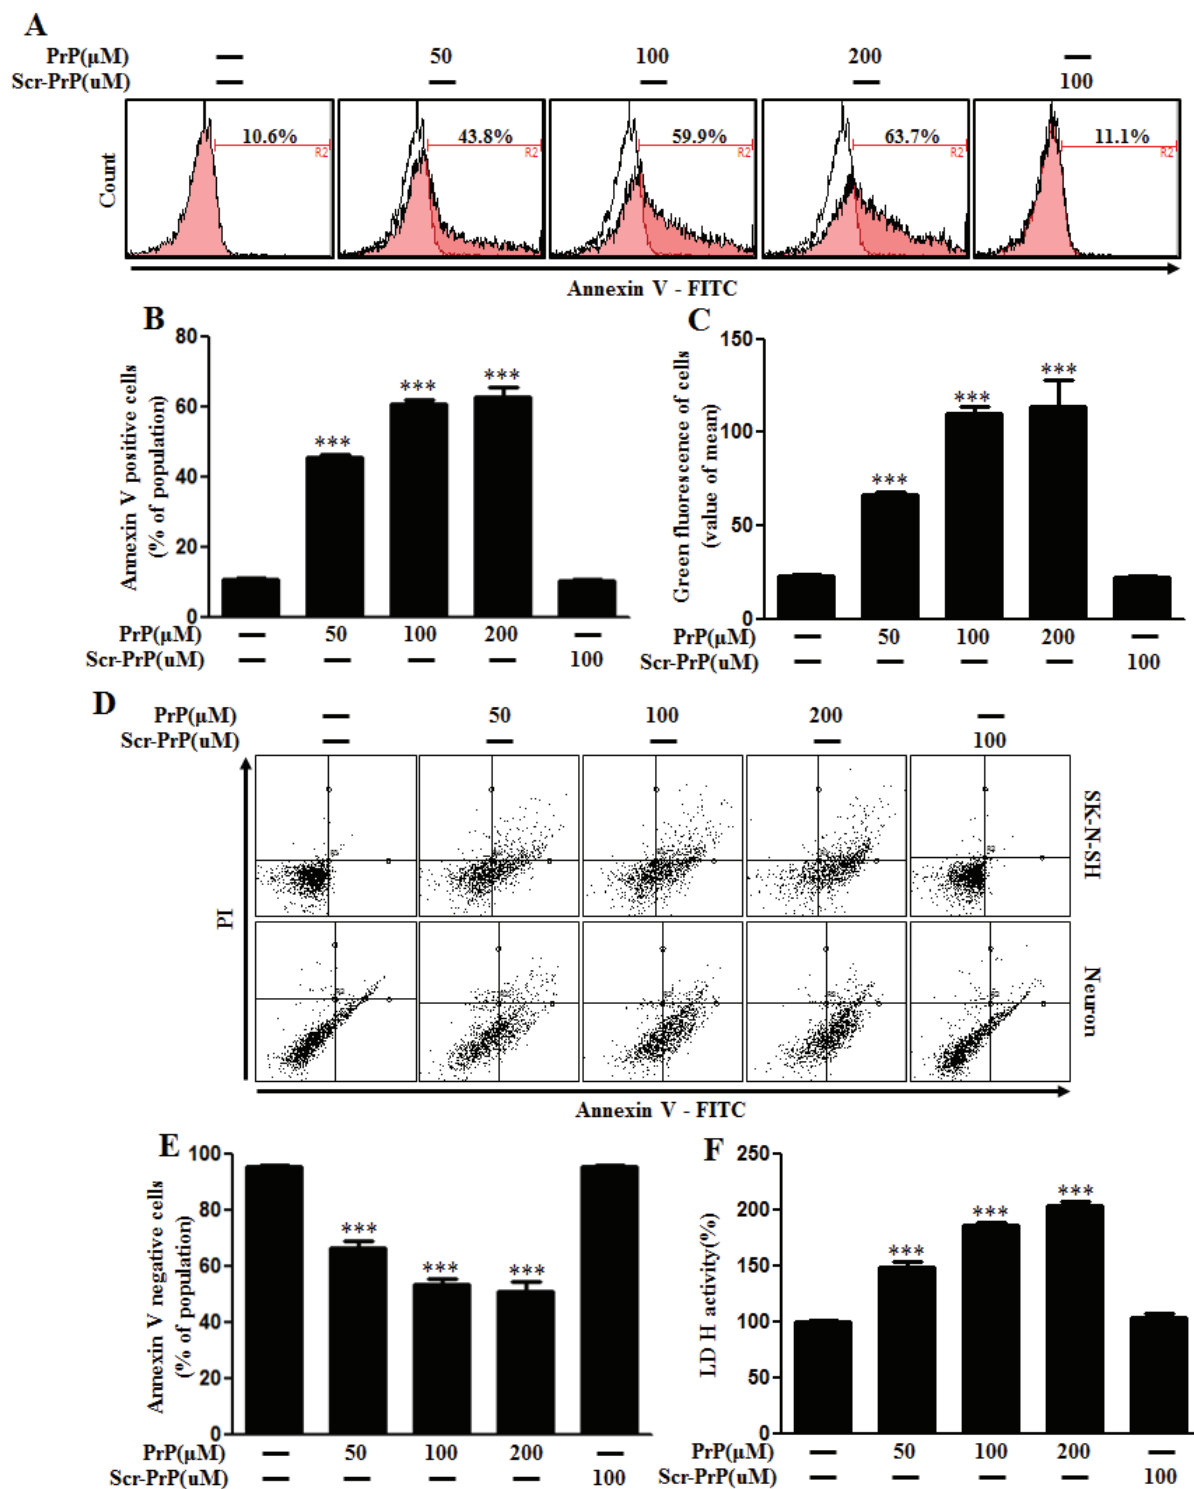 A
PrP(μM) — 50 100 200 —
Scr-PrP(uM) — — — — 100
10.6% 43.8% 59.9% 63.7% 11.1%
R2 R2 R2 R2 R2
Count
Annexin V - FITC
B
Annexin V positive cells
(% of population)
80
60
40
20
0
*** *** ***
PrP(μM) — 50 100 200 —
Scr-PrP(uM) — — — — 100
C
Green fluorescence of cells
(value of mean)
150
100
50
0
*** *** ***
PrP(μM) — 50 100 200 —
Scr-PrP(uM) — — — — 100
D
PrP(μM) — 50 100 200 —
Scr-PrP(uM) — — — — 100
SK-N-SH
Neuron
PI
Annexin V - FITC
E
Annexin V negative cells
(% of population)
100
80
60
40
20
0
*** *** ***
PrP(μM) — 50 100 200 —
Scr-PrP(uM) — — — — 100
F
LD H activity(%)
250
200
150
100
50
0
*** *** ***
PrP(μM) — 50 100 200 —
Scr-PrP(uM) — — — — 100